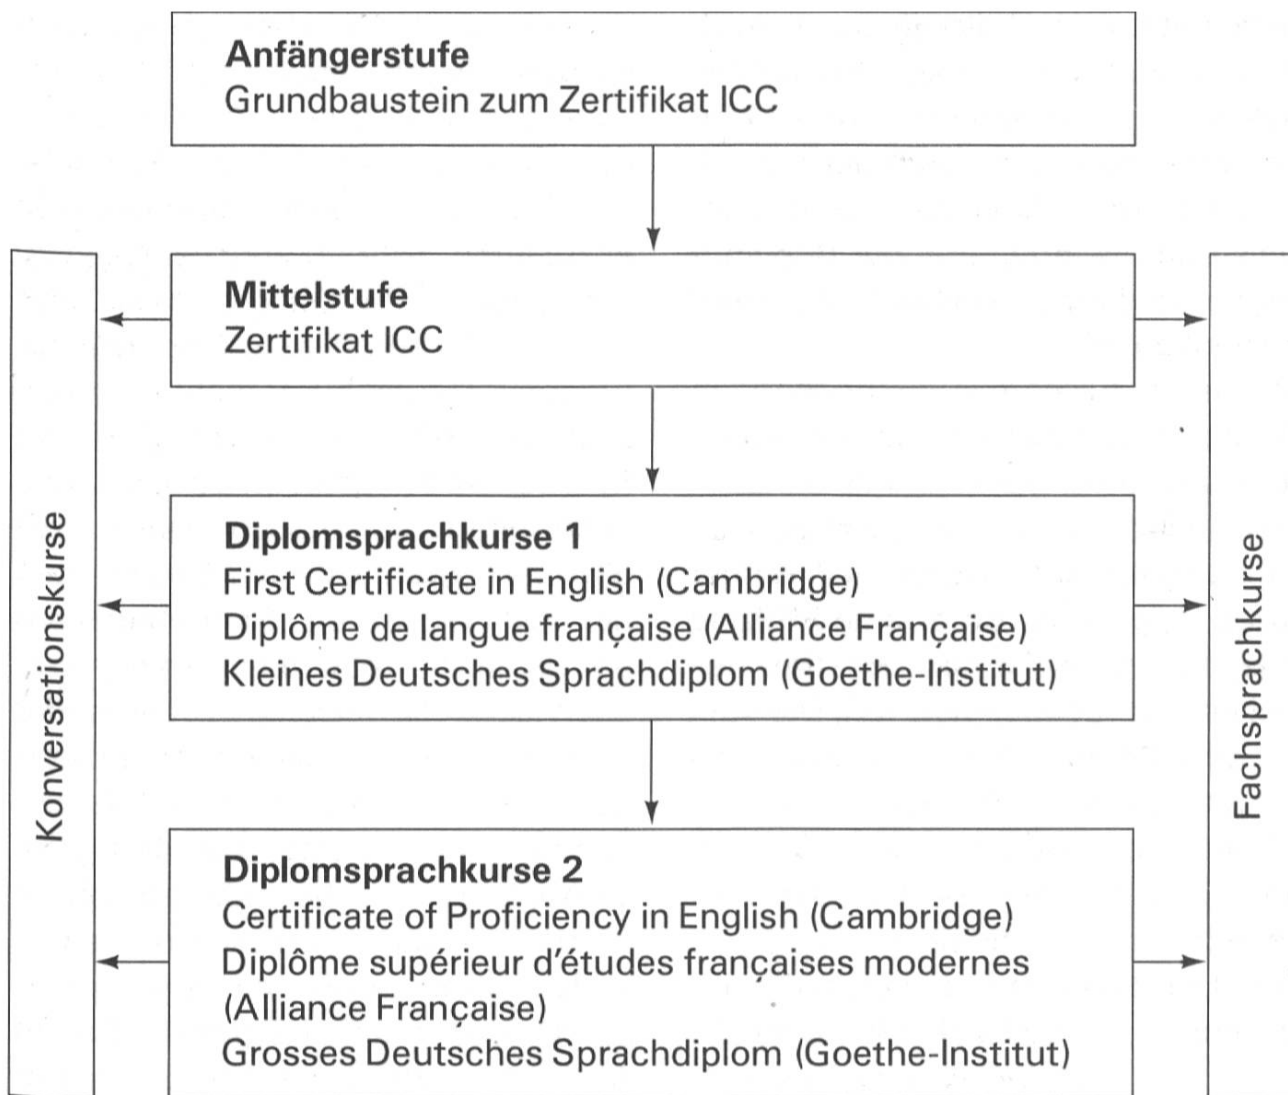 Anfängerstufe
Grundbaustein zum Zertifikat ICC
Mittelstufe
Zertifikat ICC
Konversationskurse
Diplomsprachkurse 1
First Certificate in English (Cambridge)
Diplôme de langue française (Alliance Française)
Kleines Deutsches Sprachdiplom (Goethe-Institut)
Fachsprachkurse
Diplomsprachkurse 2
Certificate of Proficiency in English (Cambridge)
Diplôme supérieur d'études françaises modernes
(Alliance Française)
Grosses Deutsches Sprachdiplom (Goethe-Institut)